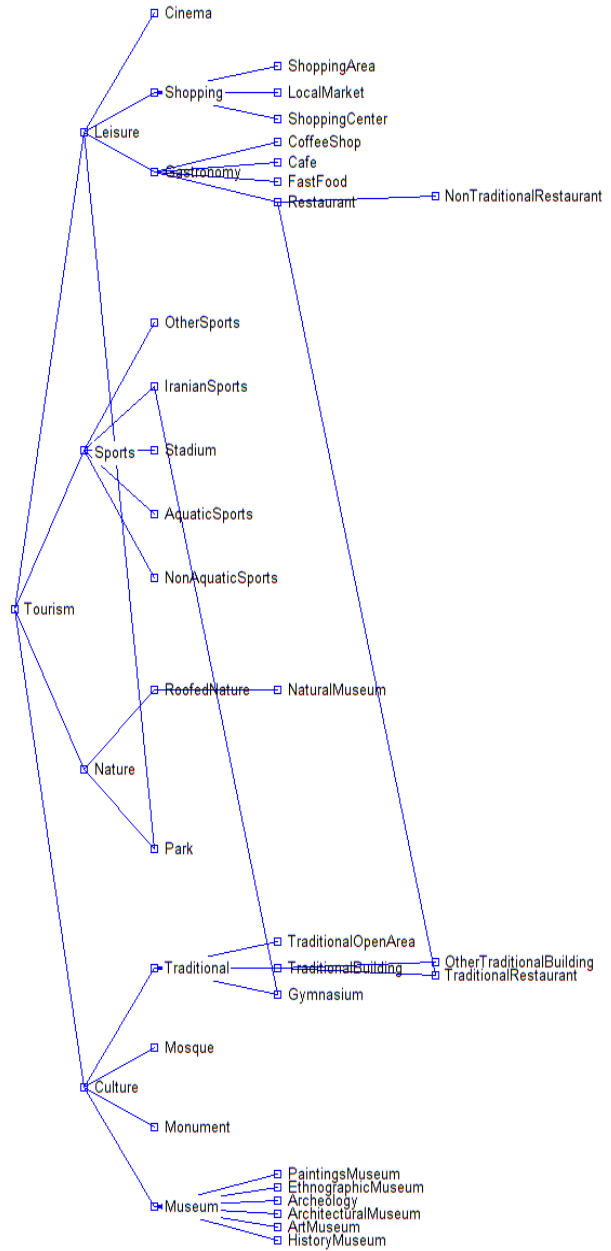 Cinema
ShoppingArea
Shopping
LocalMarket
ShoppingCenter
Leisure
CoffeeShop
Cafe
Gastronomy
FastFood
Restaurant
NonTraditionalRestaurant
OtherSports
IranianSports
Sports
Stadium
AquaticSports
NonAquaticSports
Tourism
RoofedNature
NaturalMuseum
Nature
Park
TraditionalOpenArea
OtherTraditionalBuilding
Traditional
TraditionalBuilding
TraditionalRestaurant
Gymnasium
Mosque
Culture
Monument
PaintingsMuseum
EthnographicMuseum
Archeology
Museum
ArchitecturalMuseum
ArtMuseum
HistoryMuseum